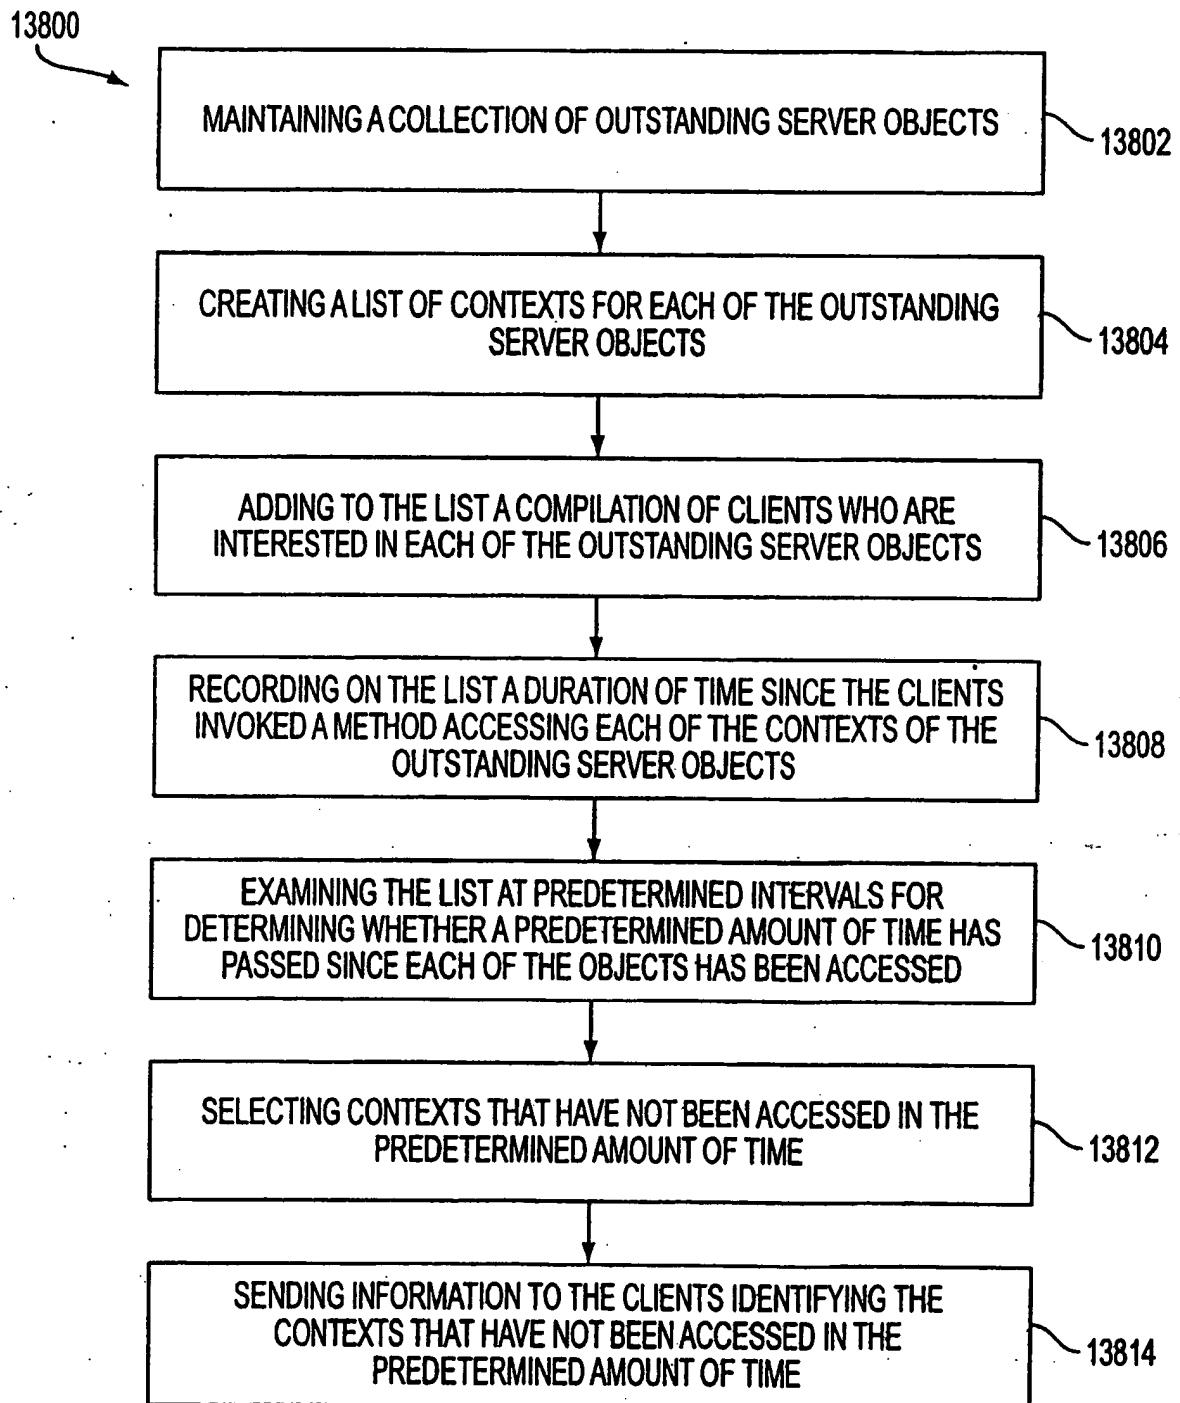 13800
MAINTAINING A COLLECTION OF OUTSTANDING SERVER OBJECTS
13802
CREATING A LIST OF CONTEXTS FOR EACH OF THE OUTSTANDING
SERVER OBJECTS
13804
ADDING TO THE LIST A COMPILATION OF CLIENTS WHO ARE
INTERESTED IN EACH OF THE OUTSTANDING SERVER OBJECTS
13806
RECORDING ON THE LIST A DURATION OF TIME SINCE THE CLIENTS
INVOKED A METHOD ACCESSING EACH OF THE CONTEXTS OF THE
OUTSTANDING SERVER OBJECTS
13808
EXAMINING THE LIST AT PREDETERMINED INTERVALS FOR
DETERMINING WHETHER A PREDETERMINED AMOUNT OF TIME HAS
PASSED SINCE EACH OF THE OBJECTS HAS BEEN ACCESSED
13810
SELECTING CONTEXTS THAT HAVE NOT BEEN ACCESSED IN THE
PREDETERMINED AMOUNT OF TIME
13812
SENDING INFORMATION TO THE CLIENTS IDENTIFYING THE
CONTEXTS THAT HAVE NOT BEEN ACCESSED IN THE
PREDETERMINED AMOUNT OF TIME
13814